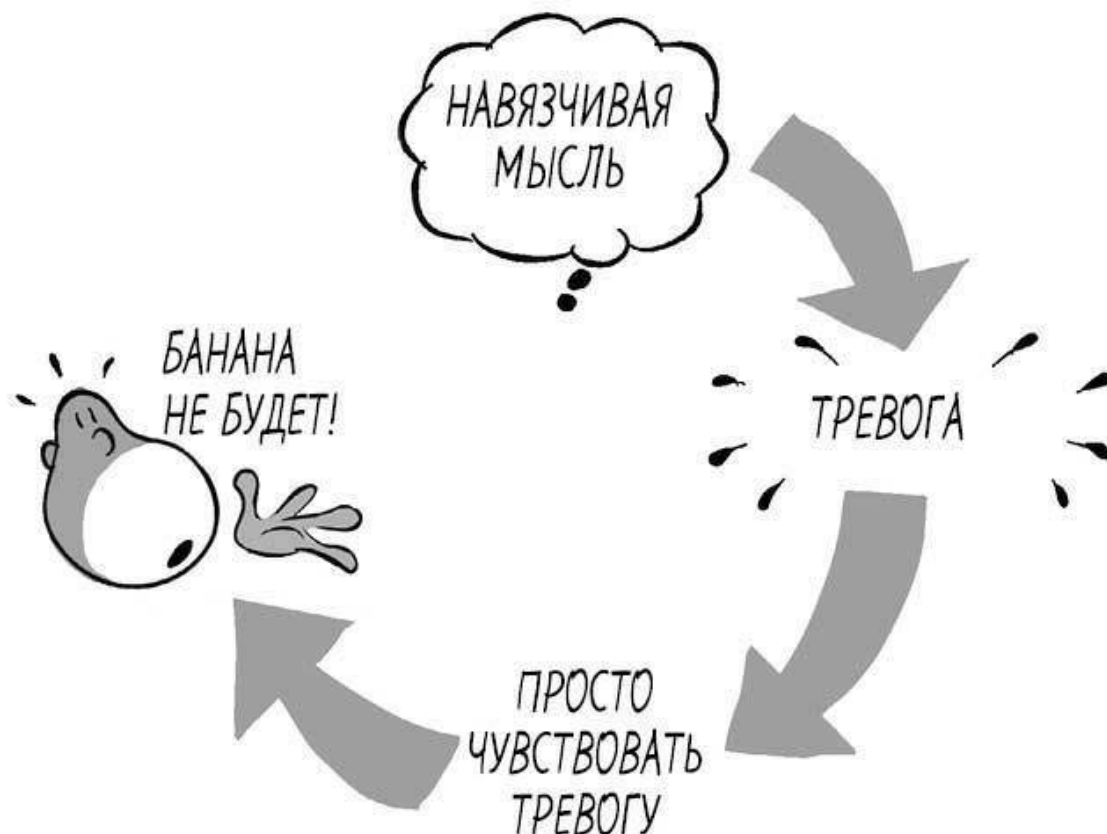 НАВЯЗЧИВАЯ
МЫСЛЬ
ТРЕВОГА
ПРОСТО
ЧУВСТВОВАТЬ
ТРЕВОГУ
БАНАНА
НЕ БУДЕТ!